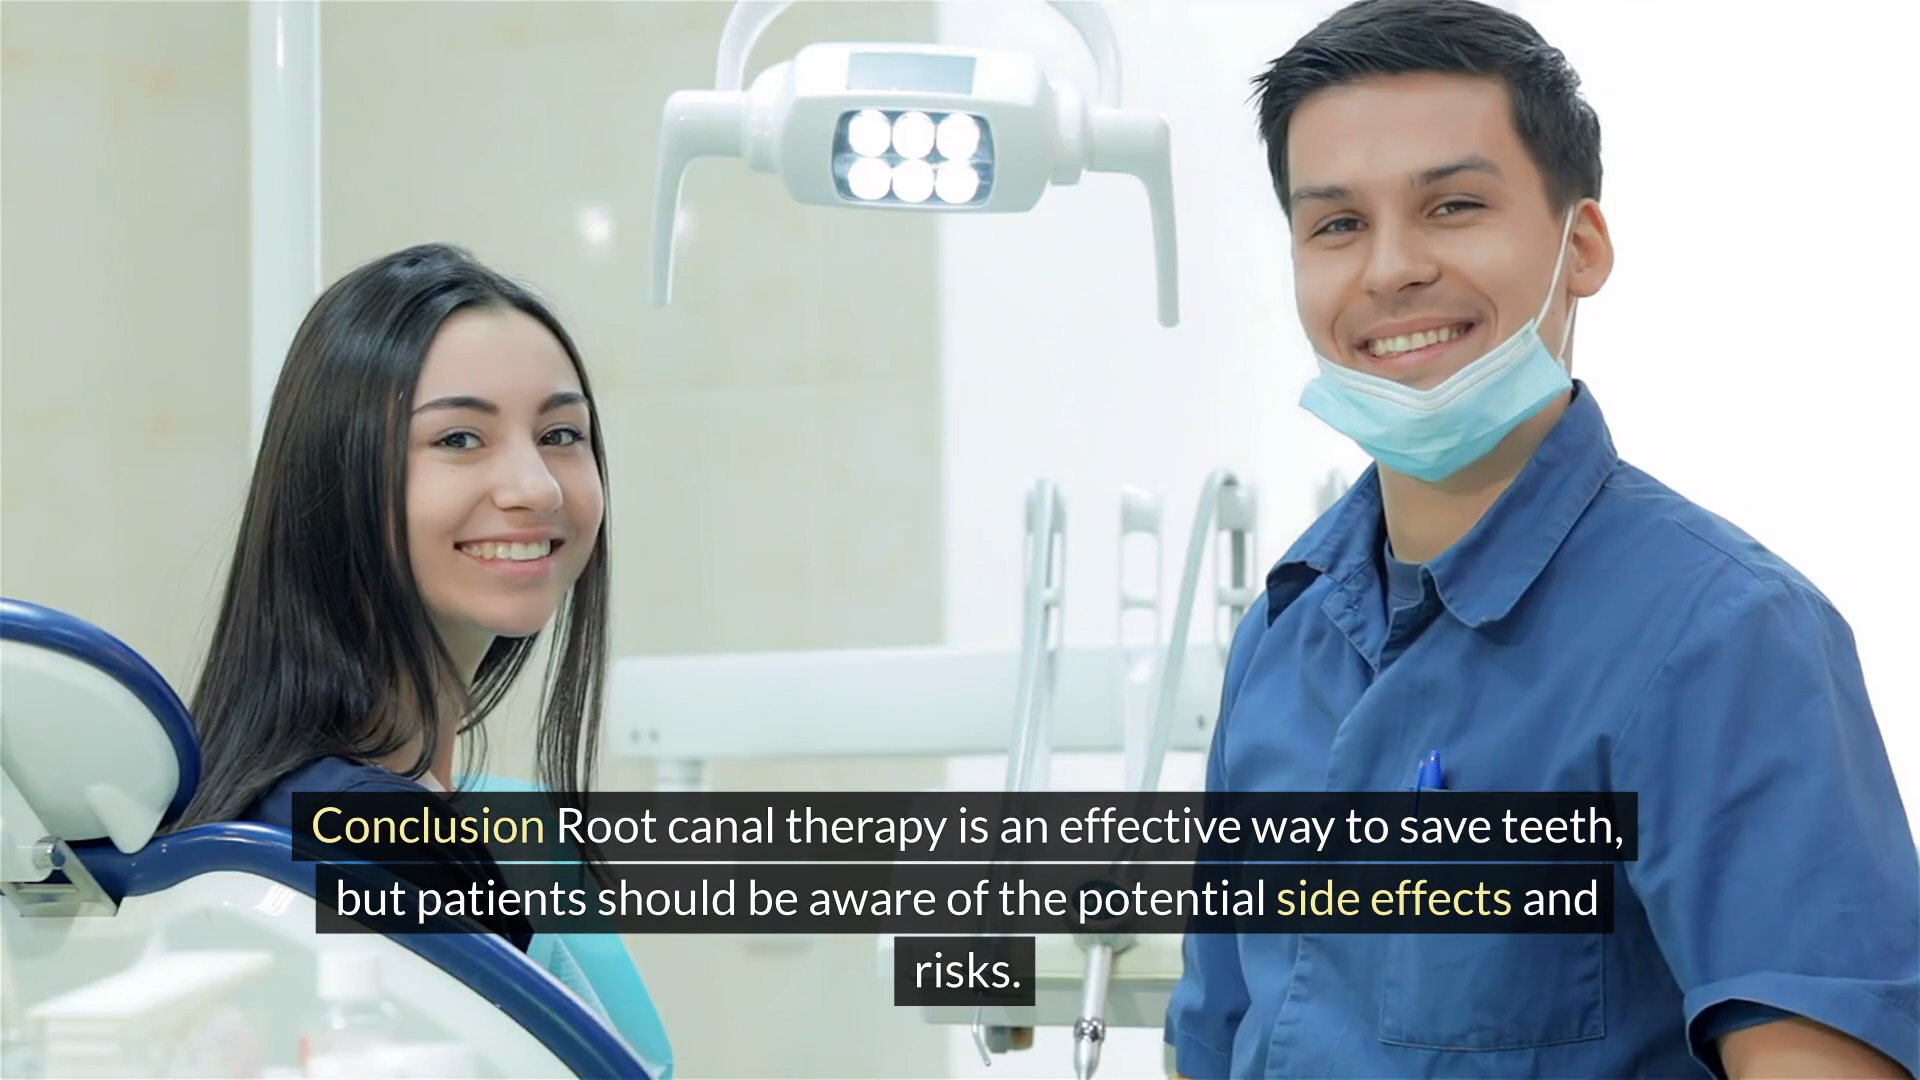 Conclusion Root canal therapy is an effective way to save teeth,
but patients should be aware of the potential side effects and
risks.